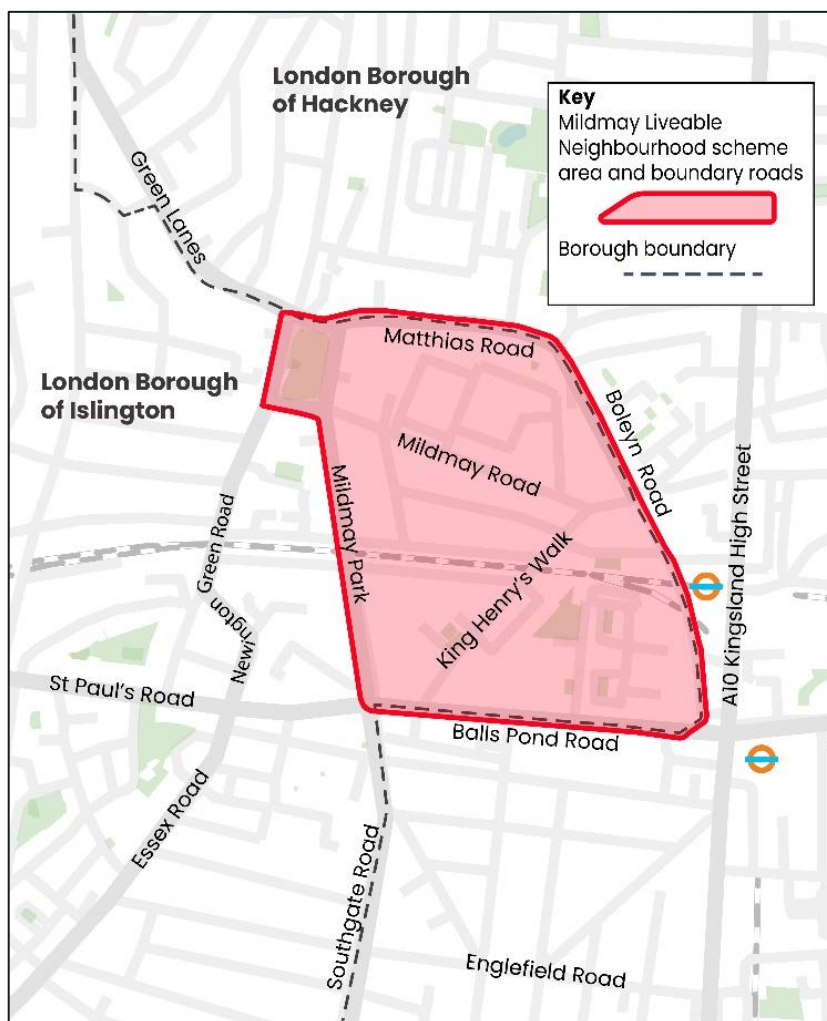 London Borough
of Hackney
Key
Mildmay Liveable
Neighbourhood scheme
area and boundary roads
Borough boundary
Green Lanes
Matthias Road
London Borough
of Islington
Boleyn Road
Mildmay Road
A10 Kingsland High Street
Mildmay Park
King Henry's Walk
Green Road
Newington
St Paul's Road
Balls Pond Road
Essex Road
Southgate Road
Englefield Road